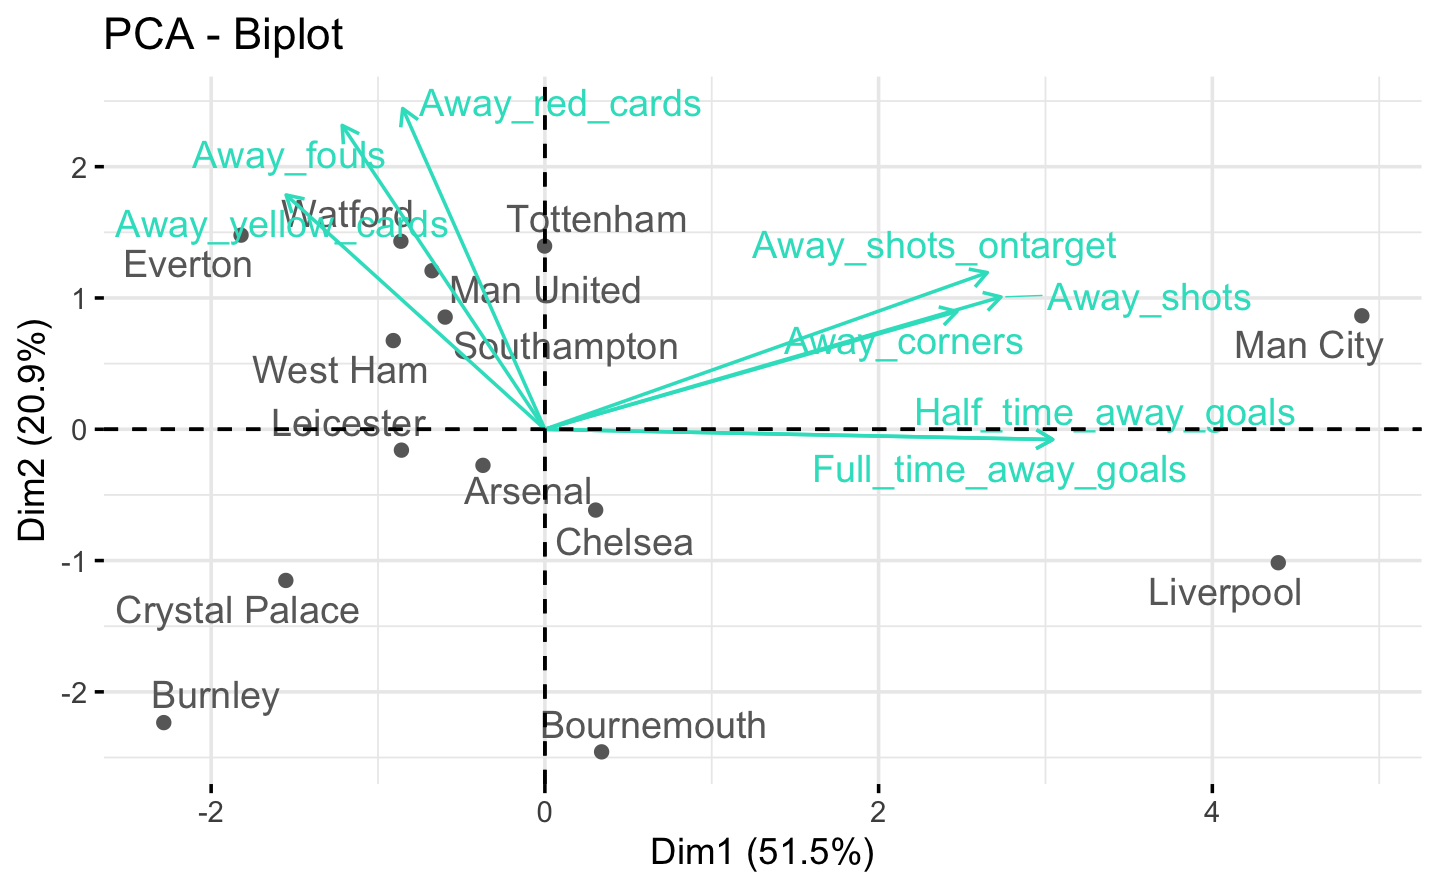 PCA - Biplot
Away_red_cards
Away_fouls
2
Watford
Tottenham
Away_yellow_cards
Away_shots_ontarget
Everton
Man United
1
Away_shots
Southampton
Away_corners
Man City
West Ham
Half_time_away_goals
Leicester
0
Full_time_away_goals
Arsenal
Chelsea
-1
Liverpool
Crystal Palace
-2
Burnley
Bournemouth
Dim2 (20.9%)
-2 0 2 4
Dim1 (51.5%)